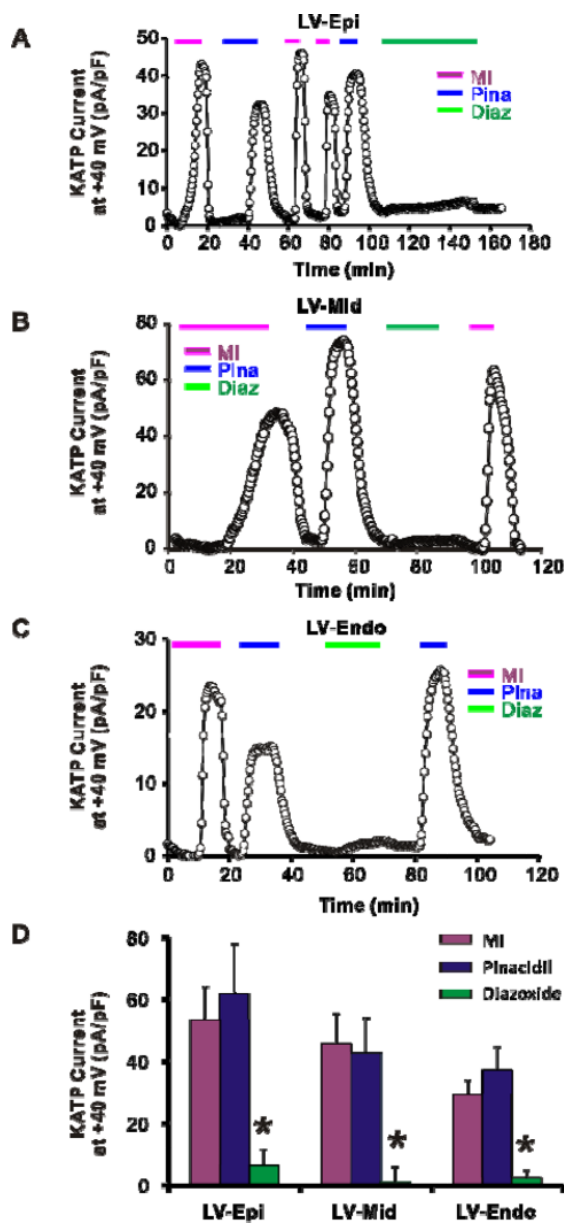 A
LV-Epi
MI
Pina
Diaz
KATP Current
at +40 mV (pA/pF)
50
40
30
20
10
0
0 20 40 60 80 100 120 140 160 180
Time (min)
B
LV-Mid
MI
Pina
Diaz
KATP Current
at +40 mV (pA/pF)
80
60
40
20
0
0 20 40 60 80 100 120
Time (min)
C
LV-Endo
MI
Pina
Diaz
KATP Current
at +40 mV (pA/pF)
30
20
10
0
0 20 40 60 80 100 120
Time (min)
D
MI
Pinacidil
Diazoxide
KATP Current
at +40 mV (pA/pF)
80
60
40
20
0
* * *
LV-Epi LV-Mid LV-Endo